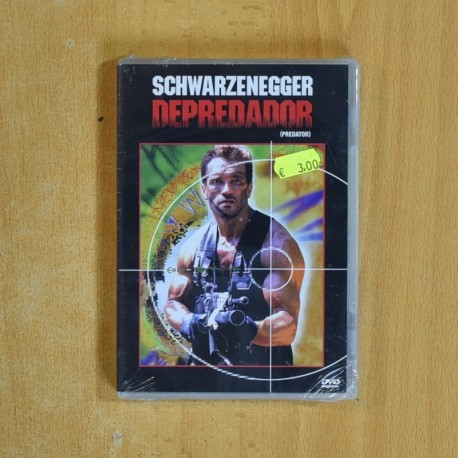 SCHWARZENEGGER
DEPREDADOR
(PREDATOR)
€ 3,00
DVD